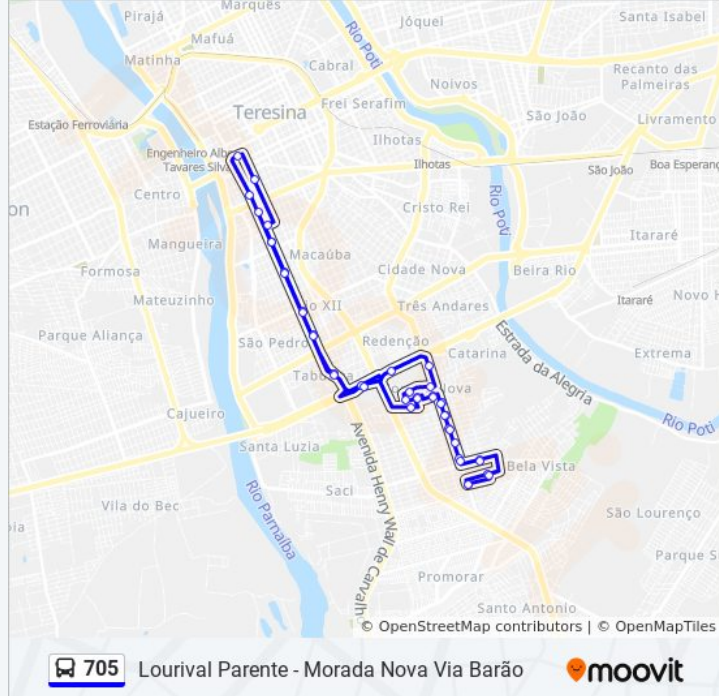 Pirajá
Marquês
Jóquei
Santa Isabel
Mafuá
Matinha
Rio Poti
Cabral
Noivos
Recanto das
Palmeiras
Teresina
Frei Serafim
São João
Livramento
Estação Ferroviária
Engenheiro Alb
Tavares Silva
Ilhotas
Ilhotas
São João
Boa Esperanç
Centro
Rio Poti
on
Cristo Rei
Mangueira
Macaúba
Itararé
Formosa
Cidade Nova
Beira Rio
Mateuzinho
o XII
Três Andares
Itararé
Novo H
Parque Aliança
São Pedro
Redenção
Catarina
Estrada da Alegria
Extrema
Tabu
ova
Cajueiro
Rio Poti
Santa Luzia
Avenida Henry Wall de Carvalho
Bela Vista
Saci
Rio Parnaíba
Vila do Bec
São Lourenço
oia
Parque S
Promorar
Santo Antonio
© OpenStreetMap contributors | © OpenMapTiles
705 Lourival Parente - Morada Nova Via Barão moovit